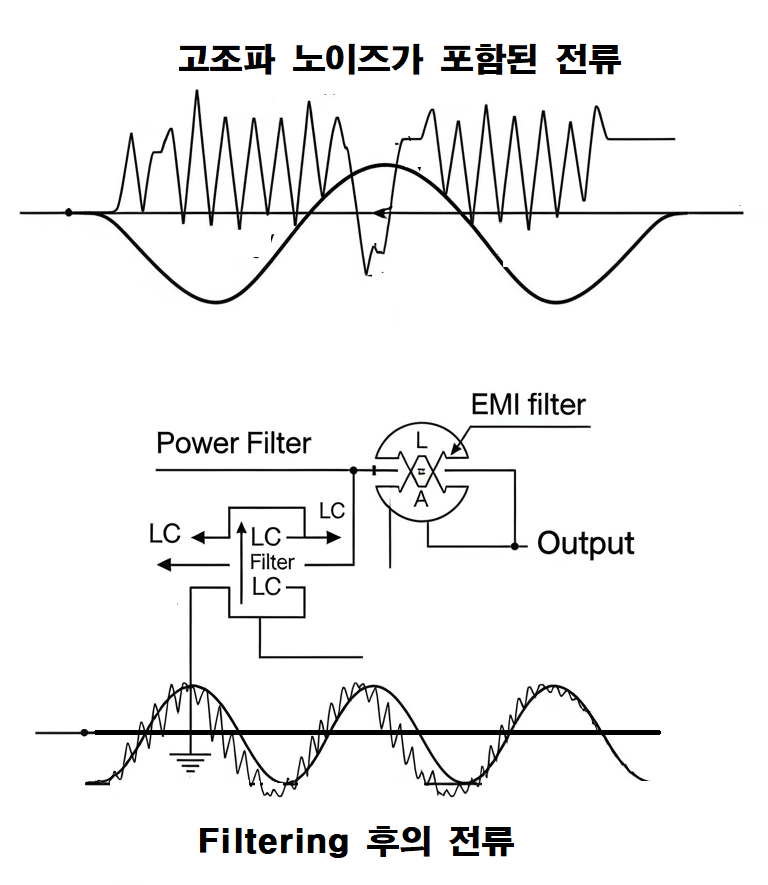 고조파 노이즈가 포함된 전류
EMI filter
Power Filter
L
A
LC
LC
LC
Filter
LC
Output
Filtering 후의 전류